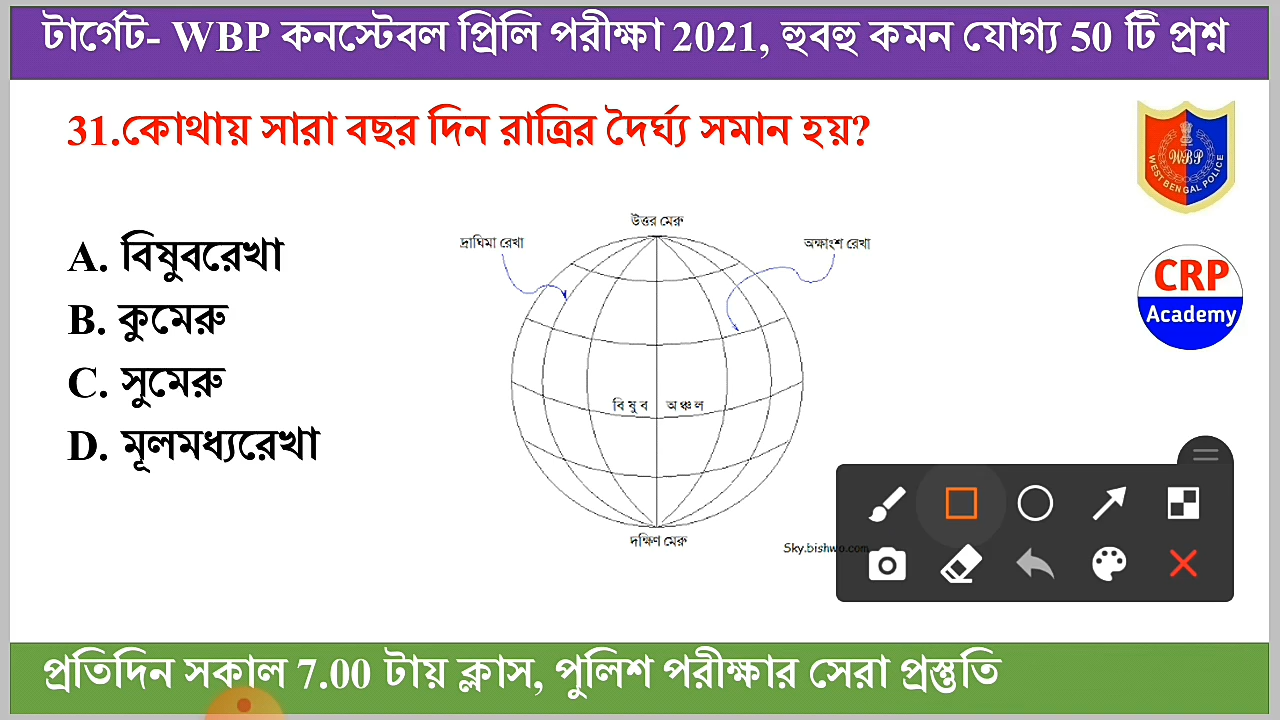 টার্গেট- WBP কনস্টেবল প্রিলি পরীক্ষা 2021, হুবহু কমন যোগ্য 50 টি প্রশ্ন
31.কোথায় সারা বছর দিন রাত্রির দৈর্ঘ্য সমান হয়?
WBP
WEST BENGAL POLICE
A. বিষুবরেখা
B. কুমেরু
C. সুমেরু
D. মূলমধ্যরেখা
উত্তর মেরু
দ্রাঘিমা রেখা
অক্ষাংশ রেখা
বিষুব অঞ্চল
দক্ষিণ মেরু
Sky.bishwo.com
CRP
Academy
প্রতিদিন সকাল 7.00 টায় ক্লাস, পুলিশ পরীক্ষার সেরা প্রস্তুতি